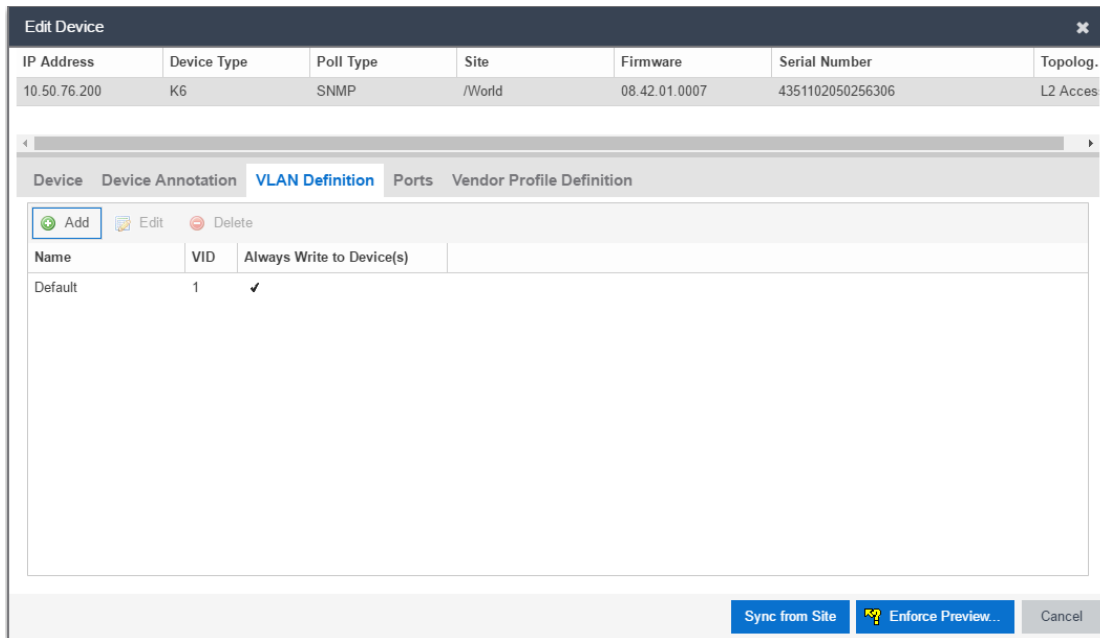 Edit Device
IP Address Device Type Poll Type Site Firmware Serial Number Topolog.
10.50.76.200 K6 SNMP /World 08.42.01.0007 4351102050256306 L2 Acces
Device Device Annotation VLAN Definition Ports Vendor Profile Definition
Add Edit Delete
Name VID Always Write to Device(s)
Default 1 ✔
Sync from Site Enforce Preview... Cancel